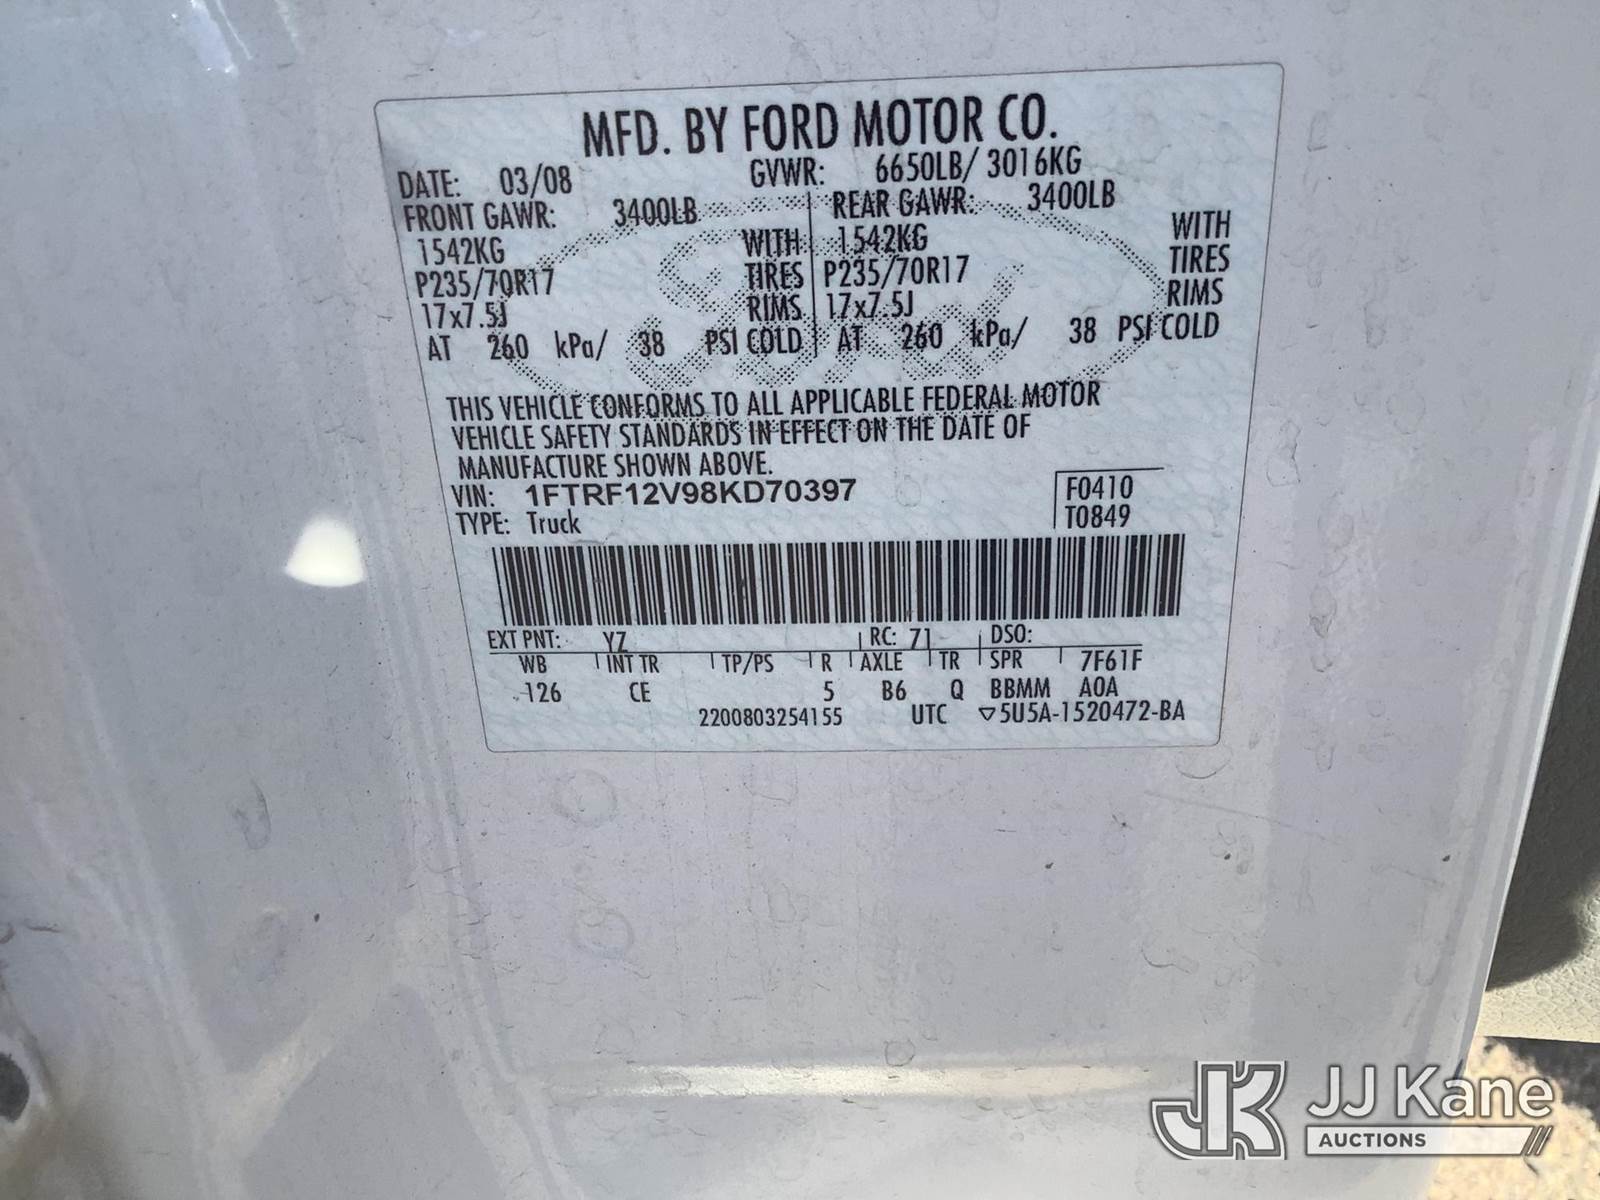 MFD. BY FORD MOTOR CO.
DATE: 03/08 GVWR: 6650LB/ 3016KG
FRONT GAWR: 3400LB REAR GAWR: 3400LB
1542KG WITH 1542KG WITH
P235/70R17 TIRES P235/70R17 TIRES
17x7.5J RIMS 17x7.5J RIMS
AT 260 kPa/ 38 PSI COLD AT 260 kPa/ 38 PSI COLD
Ford
THIS VEHICLE CONFORMS TO ALL APPLICABLE FEDERAL MOTOR
VEHICLE SAFETY STANDARDS IN EFFECT ON THE DATE OF
MANUFACTURE SHOWN ABOVE.
VIN: 1FTRF12V98KD70397 F0410
TYPE: Truck T0849
EXT PNT: YZ RC: 71 DSO:
WB INT TR TP/PS R AXLE TR SPR 7F61F
126 CE 5 B6 Q BBMM AOA
2200803254155 UTC ▽5U5A-1520472-BA
JK JJ Kane
AUCTIONS